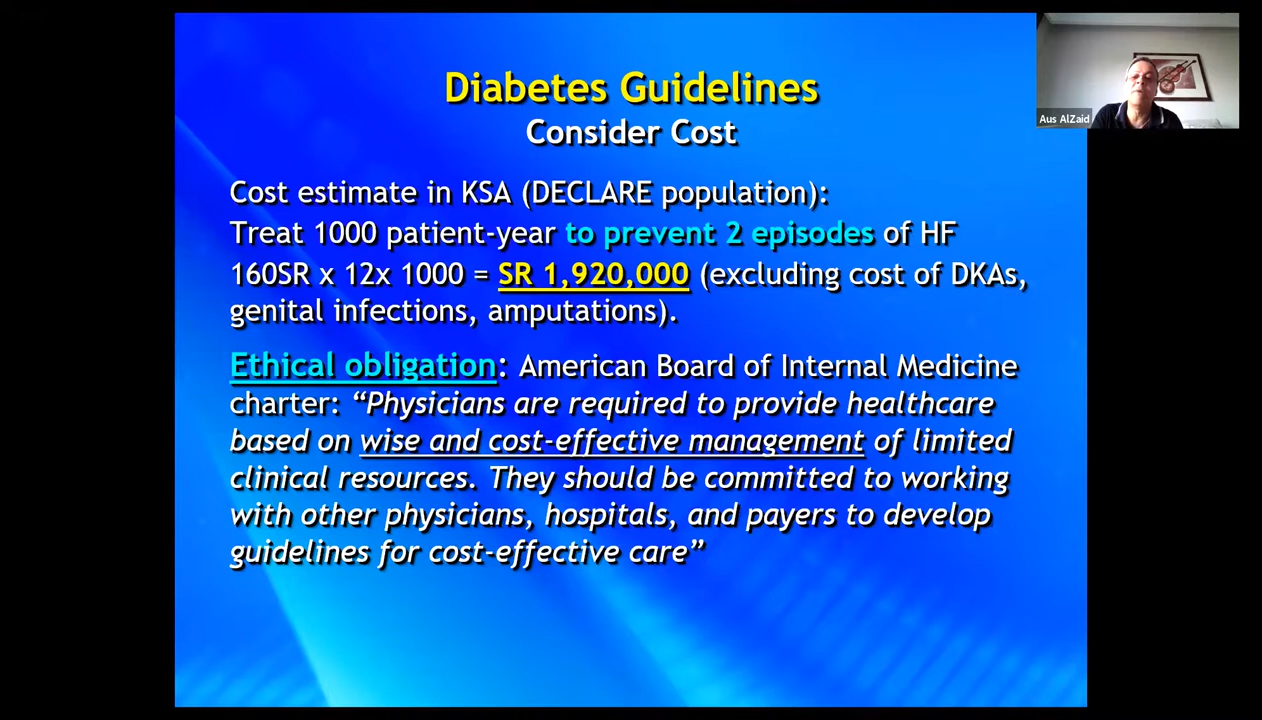 Diabetes Guidelines
Consider Cost
Aus AlZaid
Cost estimate in KSA (DECLARE population):
Treat 1000 patient-year to prevent 2 episodes of HF
160SR x 12x 1000 = SR 1,920,000 (excluding cost of DKAs,
genital infections, amputations).
Ethical obligation: American Board of Internal Medicine
charter: “Physicians are required to provide healthcare
based on wise and cost-effective management of limited
clinical resources. They should be committed to working
with other physicians, hospitals, and payers to develop
guidelines for cost-effective care”